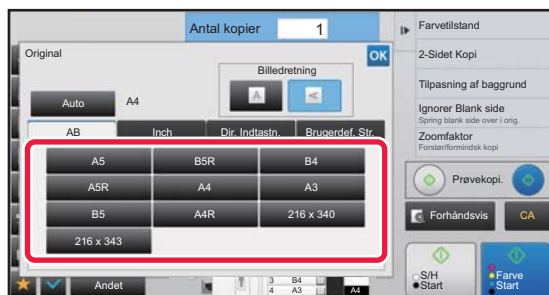 Antal kopier 1
Original
OK
Billedretning
A
A
Auto A4
AB Inch Dir. Indtastn. Brugerdef. Str.
A5 B5R B4
A5R A4 A3
B5 A4R 216 x 340
216 x 343
Andet
3 B4
4 A3
A4
Farvetilstand
2-Sidet Kopi
Tilpasning af baggrund
Ignorer Blank side
Spring blank side over i orig.
Zoomfaktor
Forstør/formindsk kopi
Prøvekopi.
Forhåndsvis CA
S/H
Start
Farve
Start